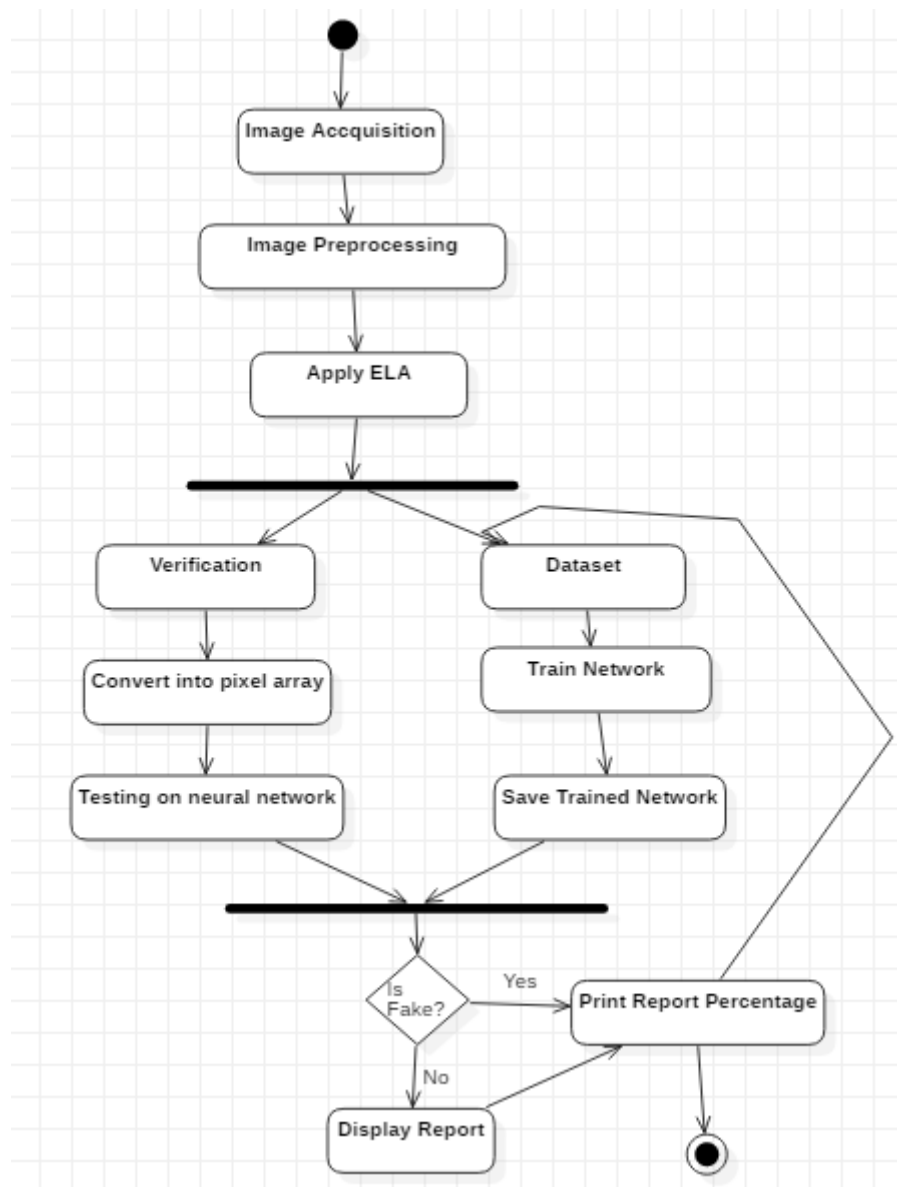 Image Accquisition
Image Preprocessing
Apply ELA
Verification
Dataset
Convert into pixel array
Train Network
Testing on neural network
Save Trained Network
Is
Fake?
Yes
Print Report Percentage
No
Display Report